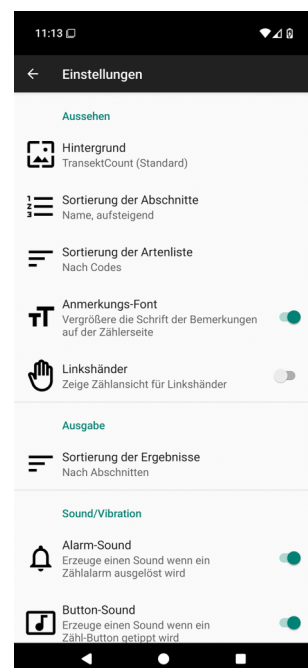 11:13
Einstellungen
Aussehen
Hintergrund
TransektCount (Standard)
Sortierung der Abschnitte
Name, aufsteigend
Sortierung der Artenliste
Nach Codes
Anmerkungs-Font
Vergrößere die Schrift der Bemerkungen
auf der Zählerseite
Linkshänder
Zeige Zählansicht für Linkshänder
Ausgabe
Sortierung der Ergebnisse
Nach Abschnitten
Sound/Vibration
Alarm-Sound
Erzeuge einen Sound wenn ein
Zählalarm ausgelöst wird
Button-Sound
Erzeuge einen Sound wenn ein
Zähl-Button getippt wird